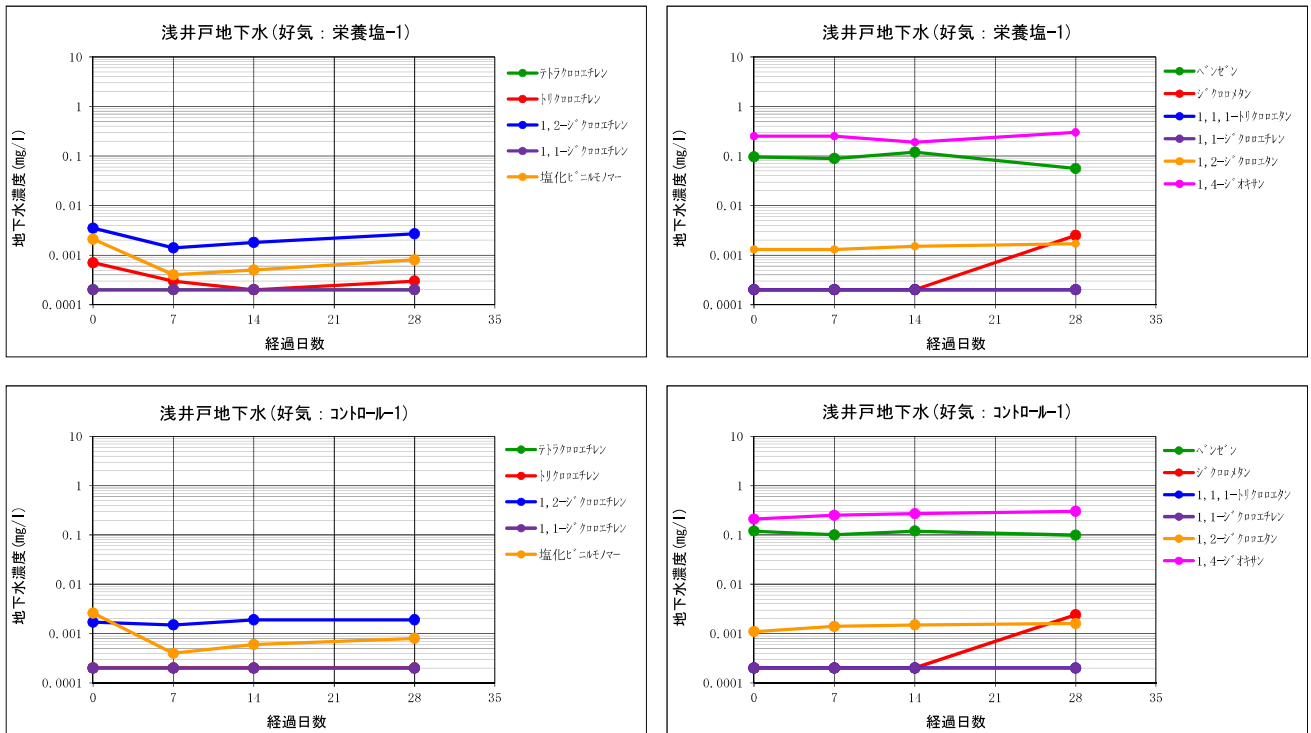 浅井戸地下水(好気：栄養塩-1)
10
1
0.1
0.01
0.001
0.0001
0 7 14 21 28 35
地下水濃度(mg/l)
経過日数
テトラクロロエチレン
トリクロロエチレン
1,2-ジクロロエチレン
1,1-ジクロロエチレン
塩化ビニルモノマー
浅井戸地下水(好気：栄養塩-1)
10
1
0.1
0.01
0.001
0.0001
0 7 14 21 28 35
地下水濃度(mg/l)
経過日数
ベンゼン
ジクロロメタン
1,1,1-トリクロロエタン
1,1-ジクロロエチレン
1,2-ジクロロエタン
1,4-ジオキサン
浅井戸地下水(好気：コントロール-1)
10
1
0.1
0.01
0.001
0.0001
0 7 14 21 28 35
地下水濃度(mg/l)
経過日数
テトラクロロエチレン
トリクロロエチレン
1,2-ジクロロエチレン
1,1-ジクロロエチレン
塩化ビニルモノマー
浅井戸地下水(好気：コントロール-1)
10
1
0.1
0.01
0.001
0.0001
0 7 14 21 28 35
地下水濃度(mg/l)
経過日数
ベンゼン
ジクロロメタン
1,1,1-トリクロロエタン
1,1-ジクロロエチレン
1,2-ジクロロエタン
1,4-ジオキサン